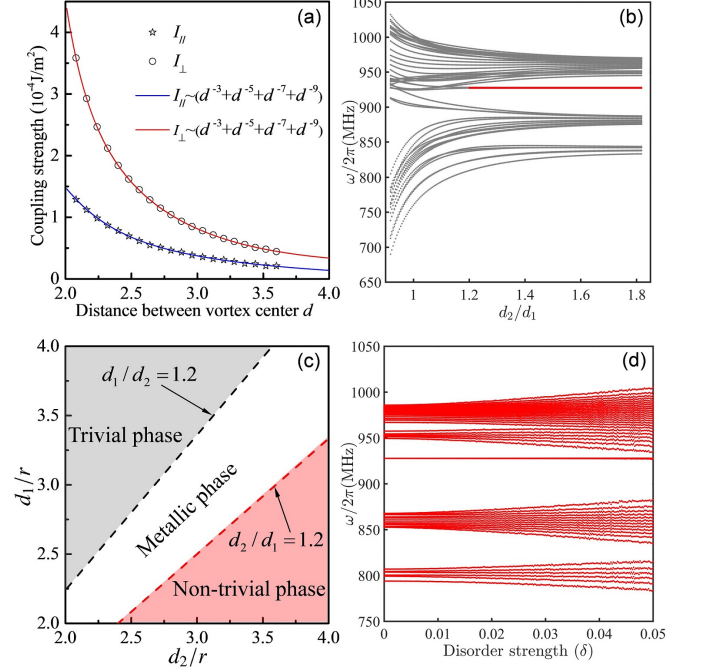 (a)
I//
I⊥
I//~(d⁻³+d⁻⁵+d⁻⁷+d⁻⁹)
I⊥~(d⁻³+d⁻⁵+d⁻⁷+d⁻⁹)
Coupling strength (10⁻⁴J/m²)
4
3
2
1
0
2.0 2.5 3.0 3.5 4.0
Distance between vortex center d
(b)
ω/2π(MHz)
1050
1000
950
900
850
800
750
700
650
1 1.2 1.4 1.6 1.8
d₂/d₁
(c)
d₁/r
4.0
3.5
3.0
2.5
2.0
d₁/d₂=1.2
Trivial phase
Metallic phase
d₂/d₁=1.2
Non-trivial phase
2.0 2.5 3.0 3.5 4.0
d₂/r
(d)
ω/2π(MHz)
1050
1000
950
900
850
800
750
0 0.01 0.02 0.03 0.04 0.05
Disorder strength (δ)